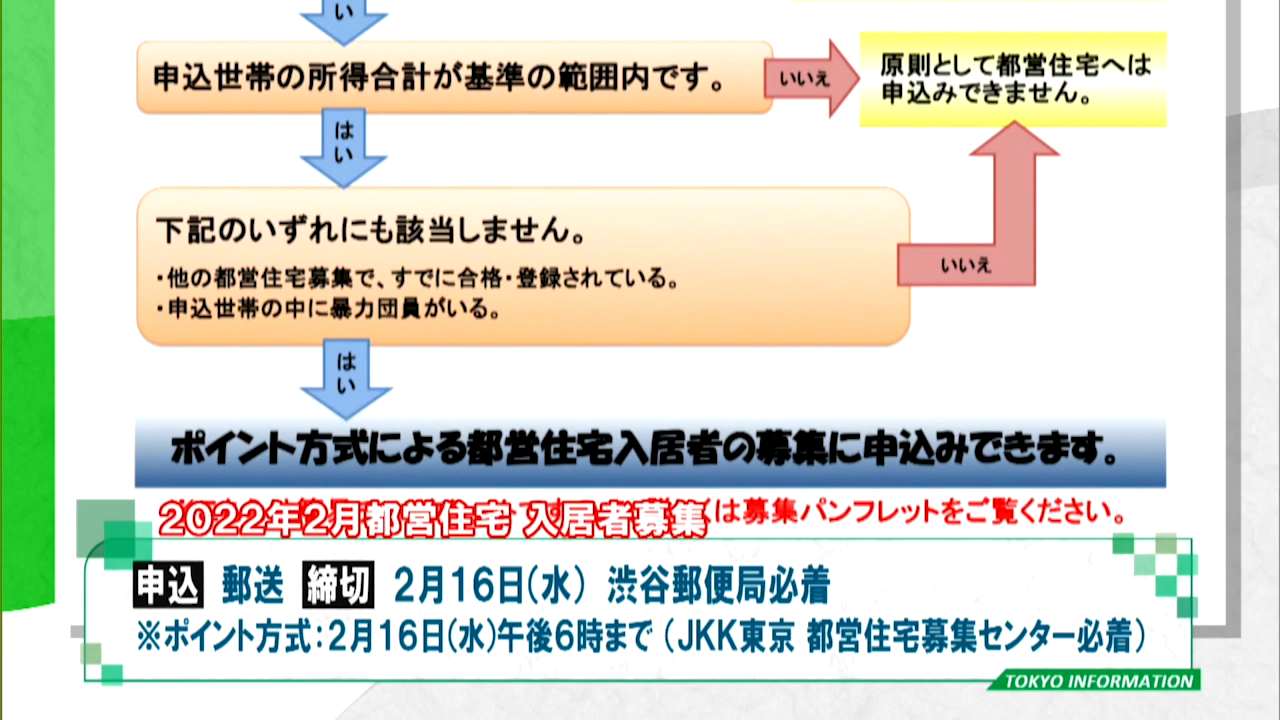 い
申込世帯の所得合計が基準の範囲内です。
いいえ
原則として都営住宅へは
申込みできません。
は
い
下記のいずれにも該当しません。
・他の都営住宅募集で、すでに合格・登録されている。
・申込世帯の中に暴力団員がいる。
いいえ
は
い
ポイント方式による都営住宅入居者の募集に申込みできます。
は募集パンフレットをご覧ください。
2022年2月都営住宅 入居者募集
申込 郵送 締切 2月16日(水) 渋谷郵便局必着
※ポイント方式:2月16日(水)午後6時まで (JKK東京 都営住宅募集センター必着)
TOKYO INFORMATION